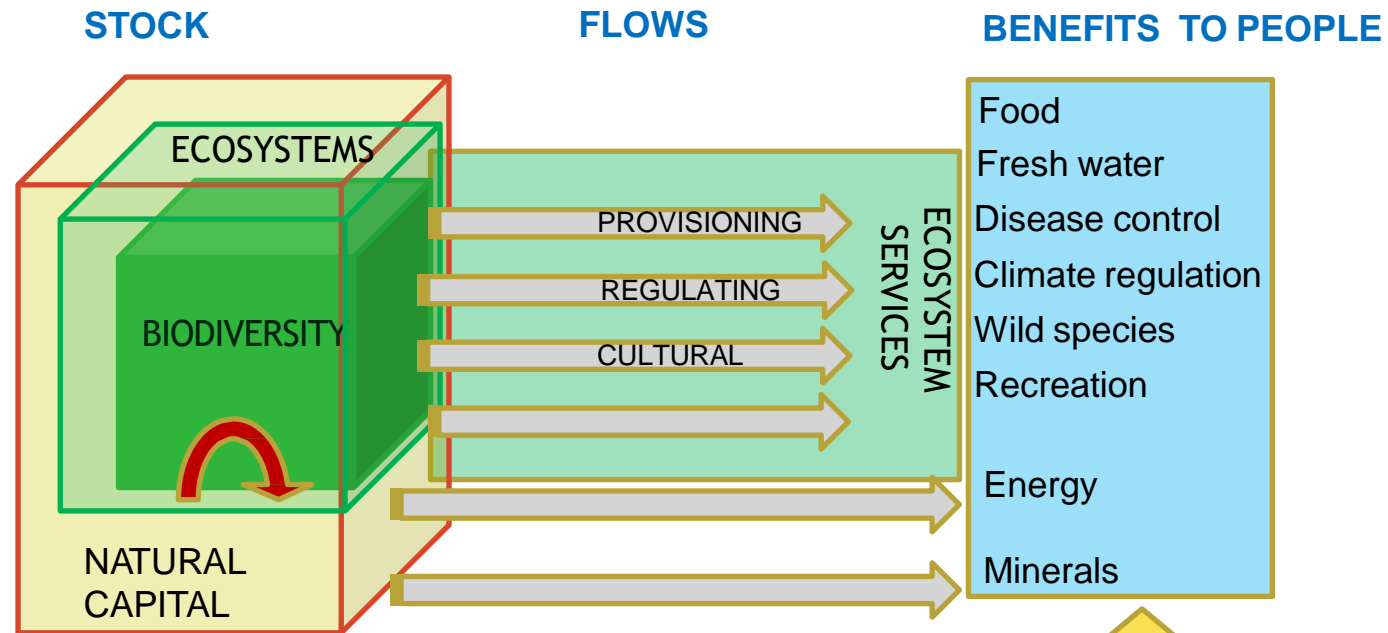 STOCK
FLOWS
BENEFITS TO PEOPLE
ECOSYSTEMS
BIODIVERSITY
NATURAL
CAPITAL
PROVISIONING
REGULATING
CULTURAL
ECOSYSTEM
SERVICES
Food
Fresh water
Disease control
Climate regulation
Wild species
Recreation
Energy
Minerals